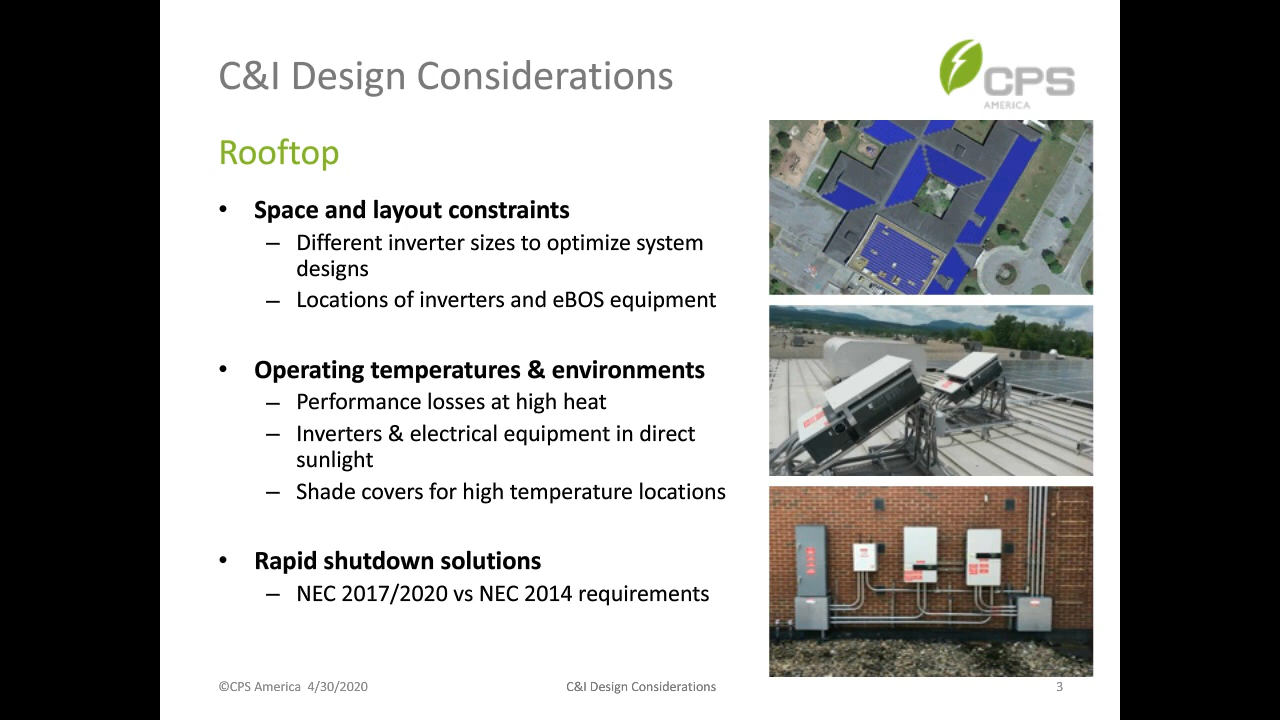 C&I Design Considerations
CPS
AMERICA
Rooftop
• Space and layout constraints
– Different inverter sizes to optimize system
designs
– Locations of inverters and eBOS equipment
• Operating temperatures & environments
– Performance losses at high heat
– Inverters & electrical equipment in direct
sunlight
– Shade covers for high temperature locations
• Rapid shutdown solutions
– NEC 2017/2020 vs NEC 2014 requirements
©CPS America 4/30/2020
C&I Design Considerations
3